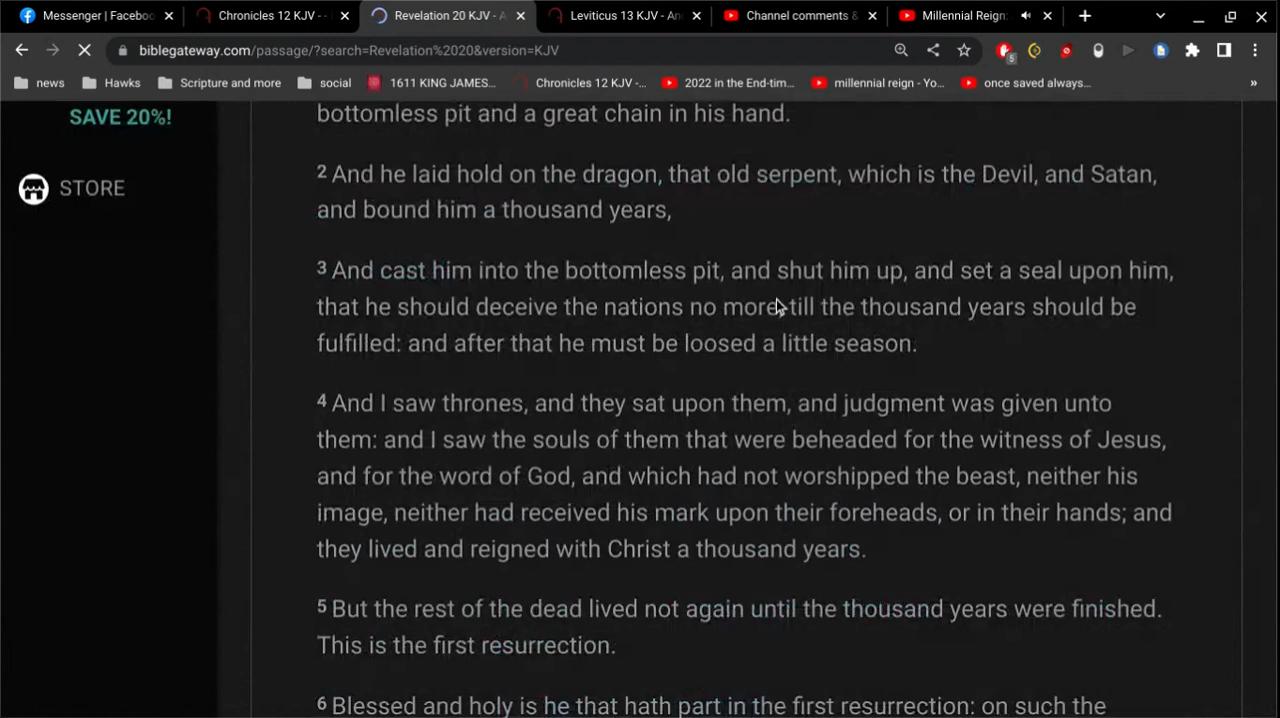 Messenger | Faceboo
Chronicles 12 KJV - - I
Revelation 20 KJV - A
Leviticus 13 KJV - An
Channel comments &
Millennial Reign:
biblegateway.com/passage/?search=Revelation%2020&version=KJV
5
news
Hawks
Scripture and more
social
1611 KING JAMES...
Chronicles 12 KJV -...
2022 in the End-tim...
millennial reign - Yo...
once saved always...
»
SAVE 20%!
STORE
bottomless pit and a great chain in his hand.
2 And he laid hold on the dragon, that old serpent, which is the Devil, and Satan,
and bound him a thousand years,
3 And cast him into the bottomless pit, and shut him up, and set a seal upon him,
that he should deceive the nations no more, till the thousand years should be
fulfilled: and after that he must be loosed a little season.
4 And I saw thrones, and they sat upon them, and judgment was given unto
them: and I saw the souls of them that were beheaded for the witness of Jesus,
and for the word of God, and which had not worshipped the beast, neither his
image, neither had received his mark upon their foreheads, or in their hands; and
they lived and reigned with Christ a thousand years.
5 But the rest of the dead lived not again until the thousand years were finished.
This is the first resurrection.
6 Blessed and holy is he that hath part in the first resurrection: on such the